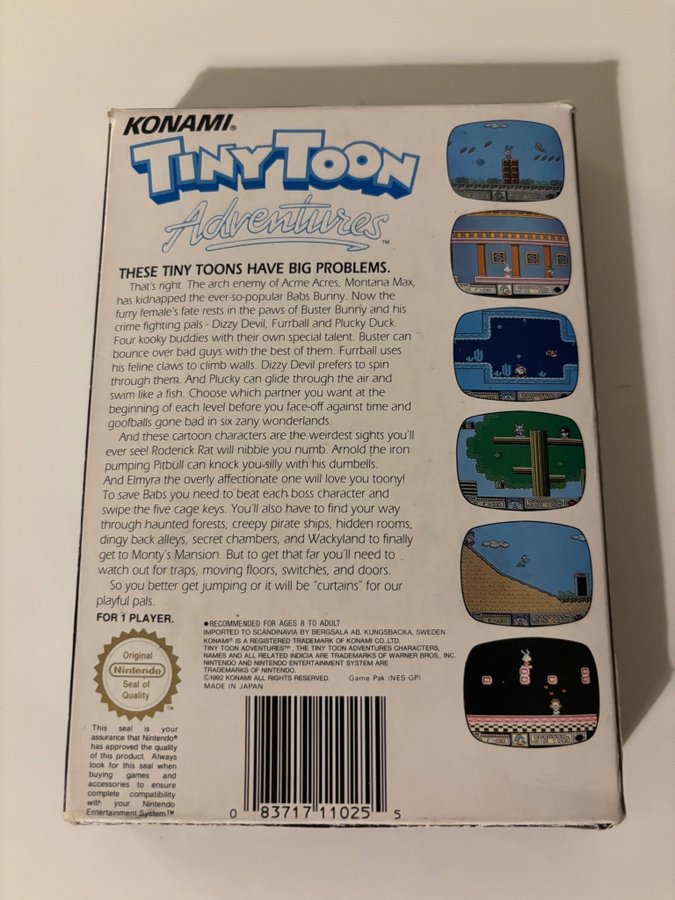 KONAMI®
TINY TOON
Adventures™
THESE TINY TOONS HAVE BIG PROBLEMS.
That's right. The arch enemy of Acme Acres, Montana Max,
has kidnapped the ever-so-popular Babs Bunny. Now the
furry female's fate rests in the paws of Buster Bunny and his
crime fighting pals - Dizzy Devil, Furrball and Plucky Duck.
Four kooky buddies with their own special talent. Buster can
bounce over bad guys with the best of them. Furrball uses
his feline claws to climb walls. Dizzy Devil prefers to spin
through them. And Plucky can glide through the air and
swim like a fish. Choose which partner you want at the
beginning of each level before you face-off against time and
goofballs gone bad in six zany wonderlands.
And these cartoon characters are the weirdest sights you'll
ever see! Roderick Rat will nibble you numb. Arnold the iron
pumping Pitbull can knock you silly with his dumbells.
And Elmyra the overly affectionate one will love you toony!
To save Babs you need to beat each boss character and
swipe the five cage keys. You'll also have to find your way
through haunted forests, creepy pirate ships, hidden rooms,
dingy back alleys, secret chambers, and Wackyland to finally
get to Monty's Mansion. But to get that far you'll need to
watch out for traps, moving floors, switches, and doors.
So you better get jumping or it will be "curtains" for our
playful pals.
FOR 1 PLAYER.
Original
Nintendo
Seal of
Quality
™
This seal is your
assurance that Nintendo®
has approved the quality
of this product. Always
look for this seal when
buying games and
accessories to ensure
complete compatibility
with your Nintendo
Entertainment System™
●RECOMMENDED FOR AGES 8 TO ADULT
IMPORTED TO SCANDINAVIA BY BERGSALA AB, KUNGSBACKA, SWEDEN
KONAMI® IS A REGISTERED TRADEMARK OF KONAMI CO., LTD.
TINY TOON ADVENTURES™, THE TINY TOON ADVENTURES CHARACTERS,
NAMES AND ALL RELATED INDICIA ARE TRADEMARKS OF WARNER BROS., INC.
NINTENDO AND NINTENDO ENTERTAINMENT SYSTEM ARE
TRADEMARKS OF NINTENDO.
©1992 KONAMI ALL RIGHTS RESERVED. Game Pak (NES-GP)
MADE IN JAPAN
0 83717 11025 5